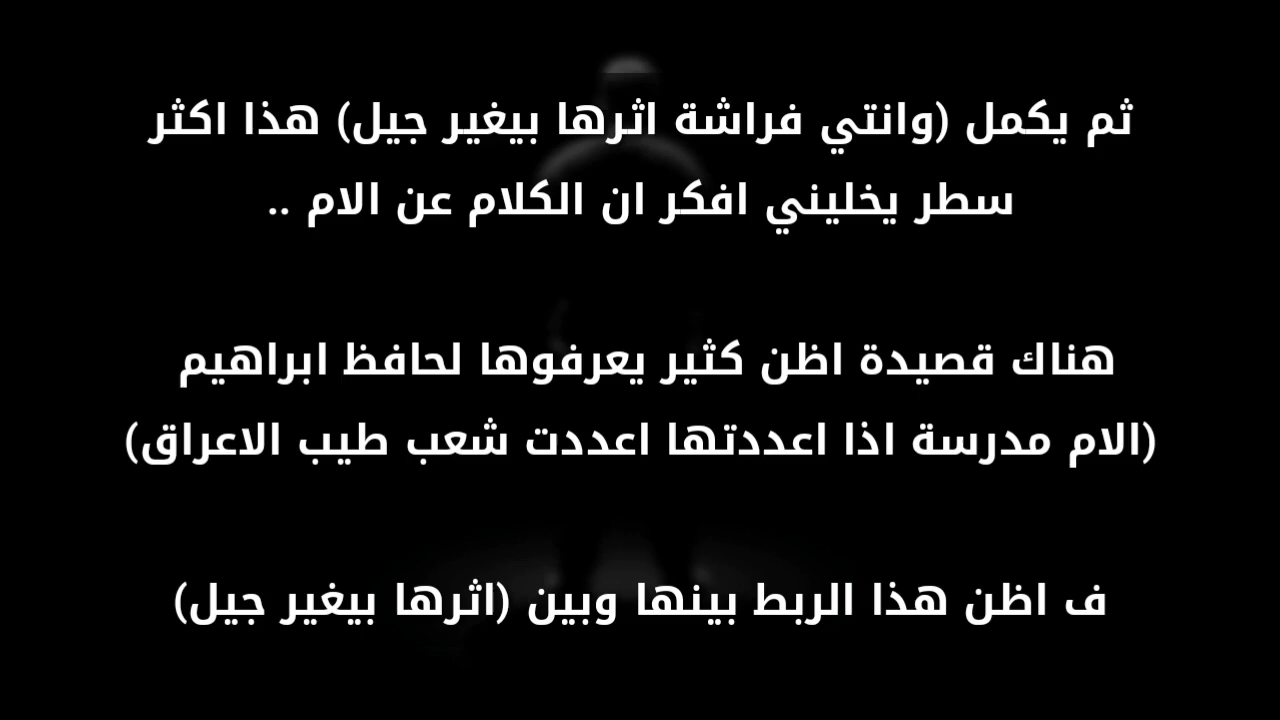 ثم يكمل (وانتي فراشة اثرها بيغير جيل) هذا اكثر
سطر يخليني افكر ان الكلام عن الام ..
هناك قصيدة اظن كثير يعرفوها لحافظ ابراهيم
(الام مدرسة اذا اعددتها اعددت شعب طيب الاعراق)
ف اظن هذا الربط بينها وبين (اثرها بيغير جيل)